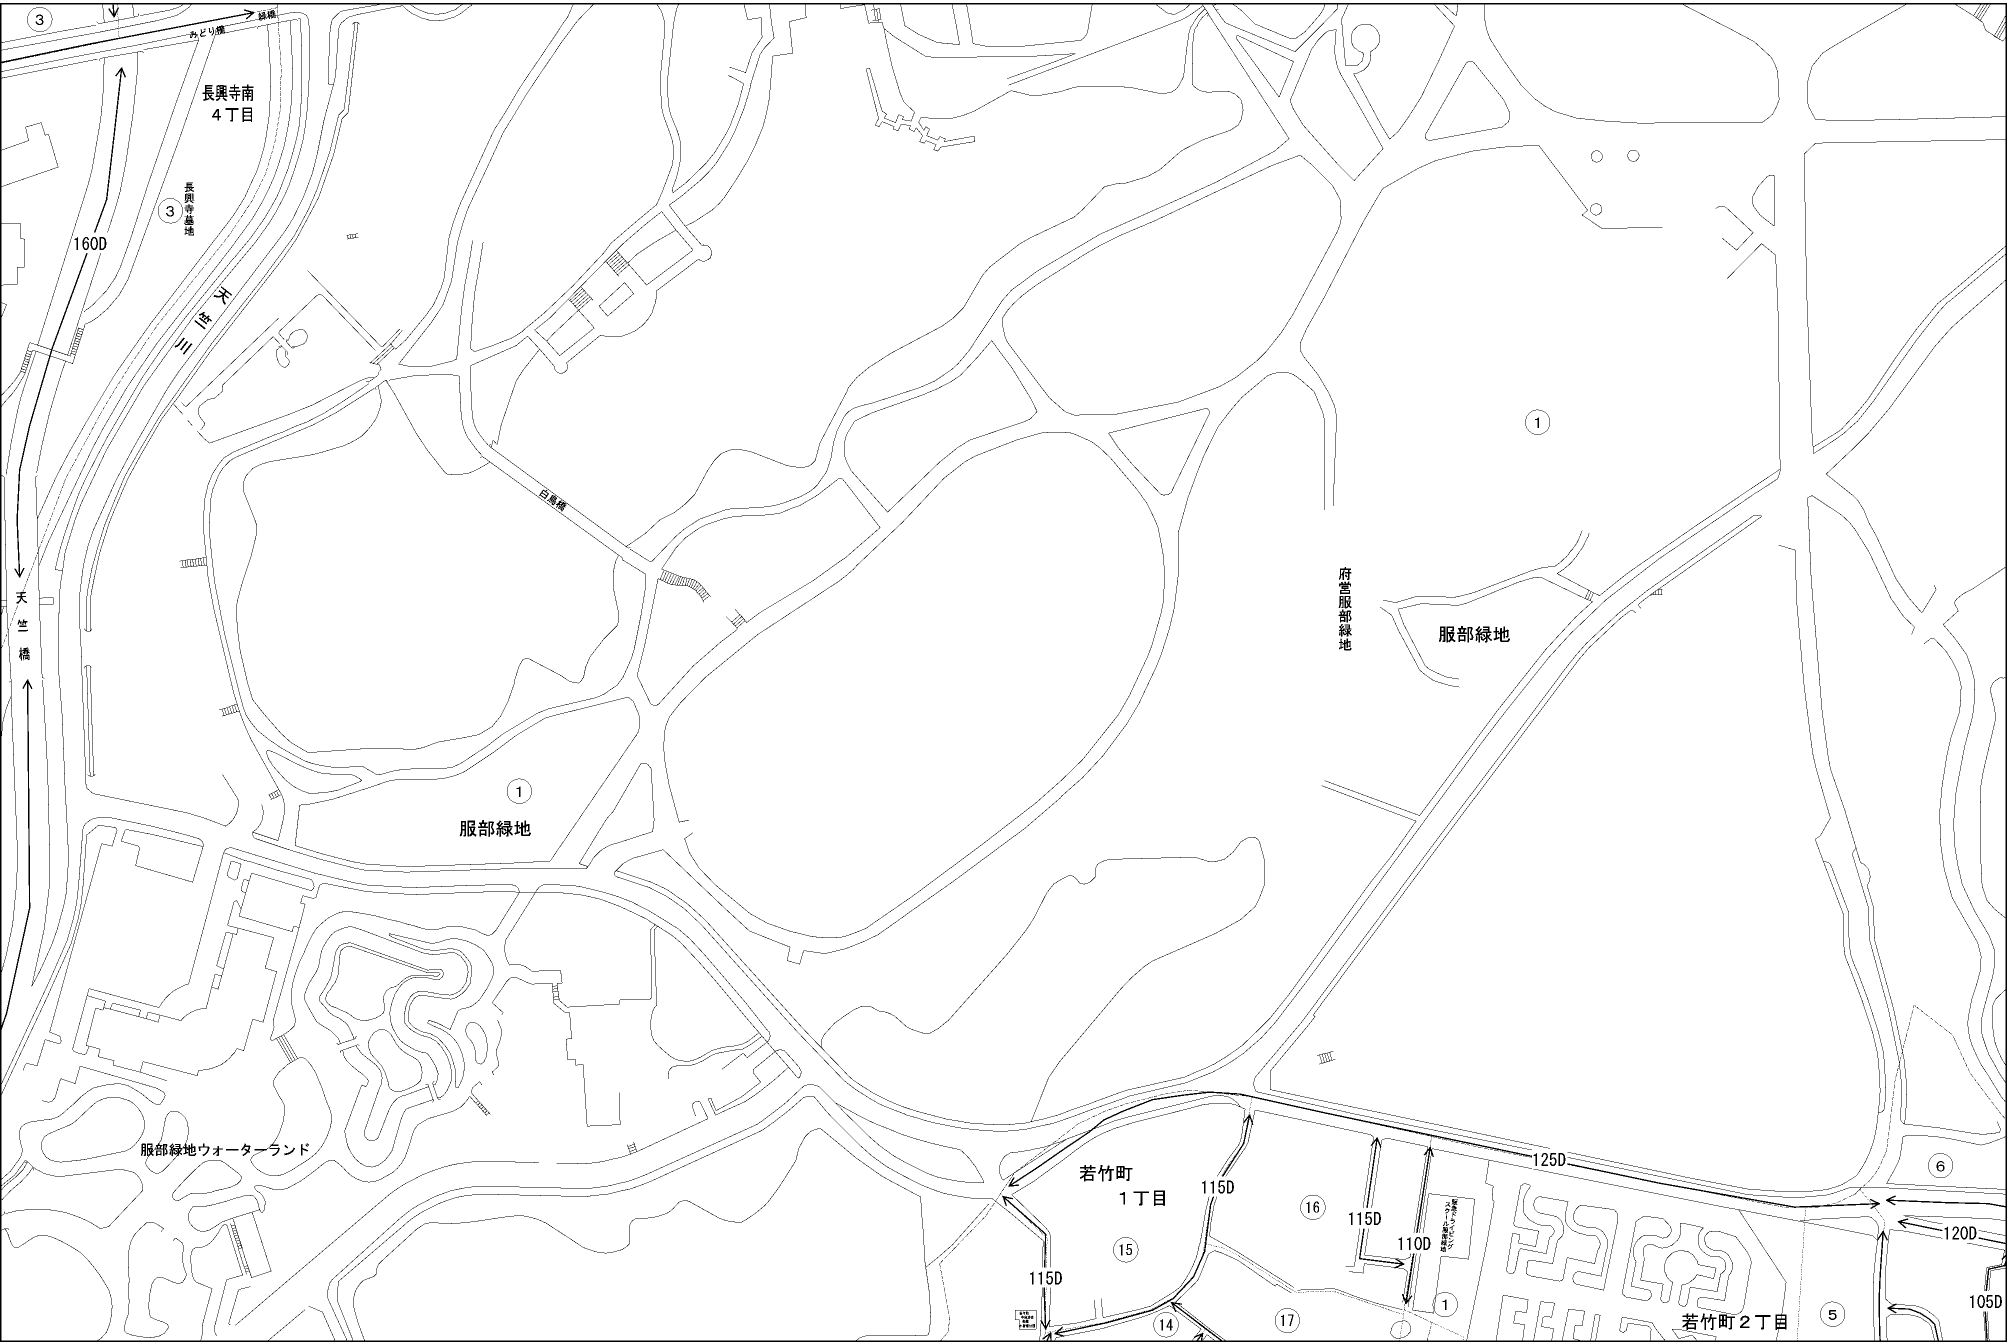 3
緑橋
みどり橋
長興寺南
4丁目
3
長興寺墓地
160D
天竺川
1
白鳥橋
天竺橋
府営服部緑地
服部緑地
1
服部緑地
服部緑地ウォーターランド
若竹町
1丁目
115D
16
115D
110D
125D
6
120D
15
115D
14
17
1
若竹町2丁目
5
105D